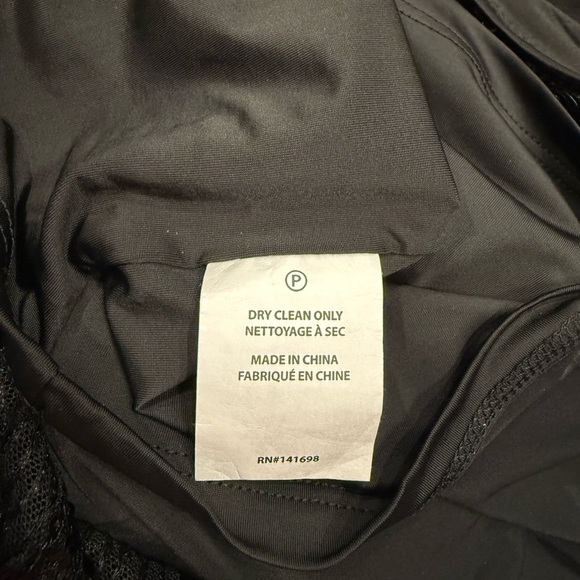 P
DRY CLEAN ONLY
NETTOYAGE À SEC
MADE IN CHINA
FABRIQUÉ EN CHINE
RN#141698